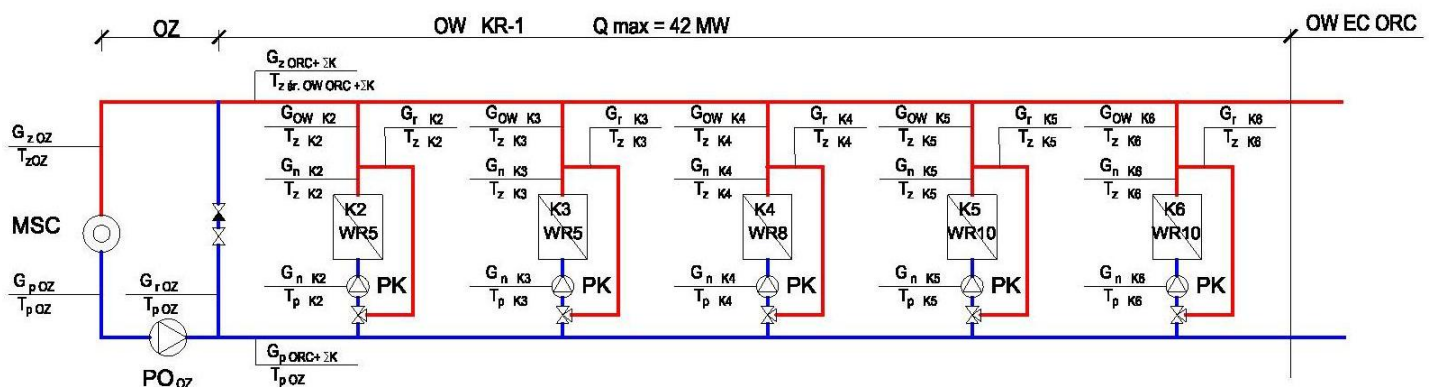 OZ OW KR-1 Q max = 42 MW OW EC ORC
G z ORC+ ΣK
T z śr. OW ORC +ΣK
G OW K2 G r K2 G OW K3 G r K3 G OW K4 G r K4 G OW K5 G r K5 G OW K6 G r K6
T z K2 T z K2 T z K3 T z K3 T z K4 T z K4 T z K5 T z K5 T z K6 T z K6
G z OZ
T zOZ
G n K2 G n K3 G n K4 G n K5 G n K6
T z K2 T z K3 T z K4 T z K5 T z K6
MSC
K2 K3 K4 K5 K6
WR5 WR5 WR8 WR10 WR10
G p OZ G r OZ G n K2 PK G n K3 PK G n K4 PK G n K5 PK G n K6 PK
T p OZ T p OZ T p K2 T p K3 T p K4 T p K5 T p K6
G p ORC+ ΣK
T p OZ
PO OZ